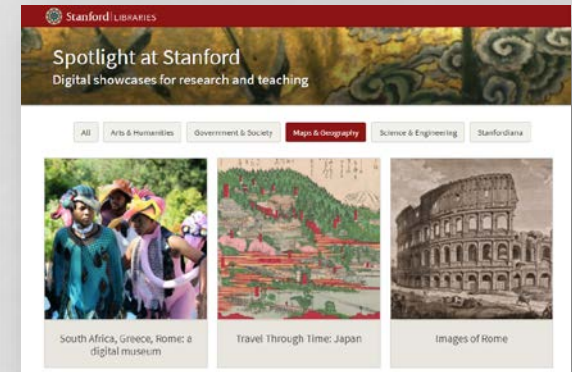 Stanford LIBRARIES
Spotlight at Stanford
Digital showcases for research and teaching
All
Arts & Humanities
Government & Society
Maps & Geography
Science & Engineering
Stanfordiana
South Africa, Greece, Rome: a
digital museum
Travel Through Time: Japan
Images of Rome